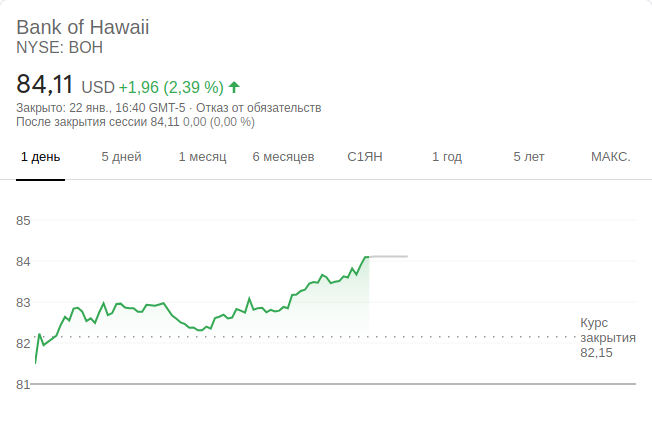 Bank of Hawaii
NYSE: BOH
84,11 USD +1,96 (2,39 %)
Закрыто: 22 янв., 16:40 GMT-5 · Отказ от обязательств
После закрытия сессии 84,11 0,00 (0,00 %)
1 день 5 дней 1 месяц 6 месяцев С1ЯН 1 год 5 лет МАКС.
85
84
83
82
81
Курс
закрытия
82,15